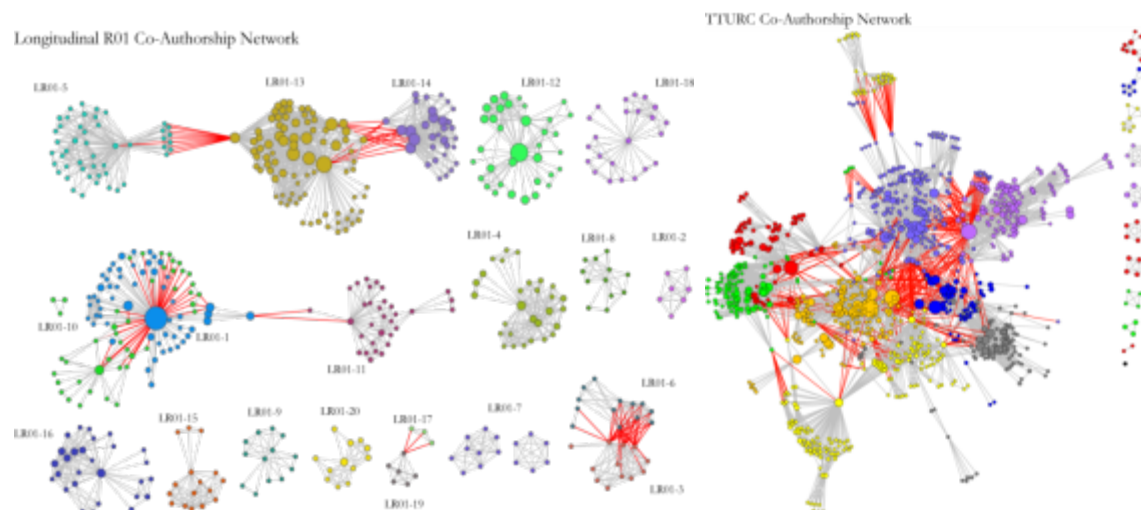 Longitudinal R01 Co-Authorship Network
TTURC Co-Authorship Network
LR01-5
LR01-13
LR01-14
LR01-12
LR01-18
LR01-4
LR01-8
LR01-2
LR01-10
LR01-1
LR01-11
LR01-6
LR01-16
LR01-15
LR01-9
LR01-20
LR01-17
LR01-7
LR01-19
LR01-3